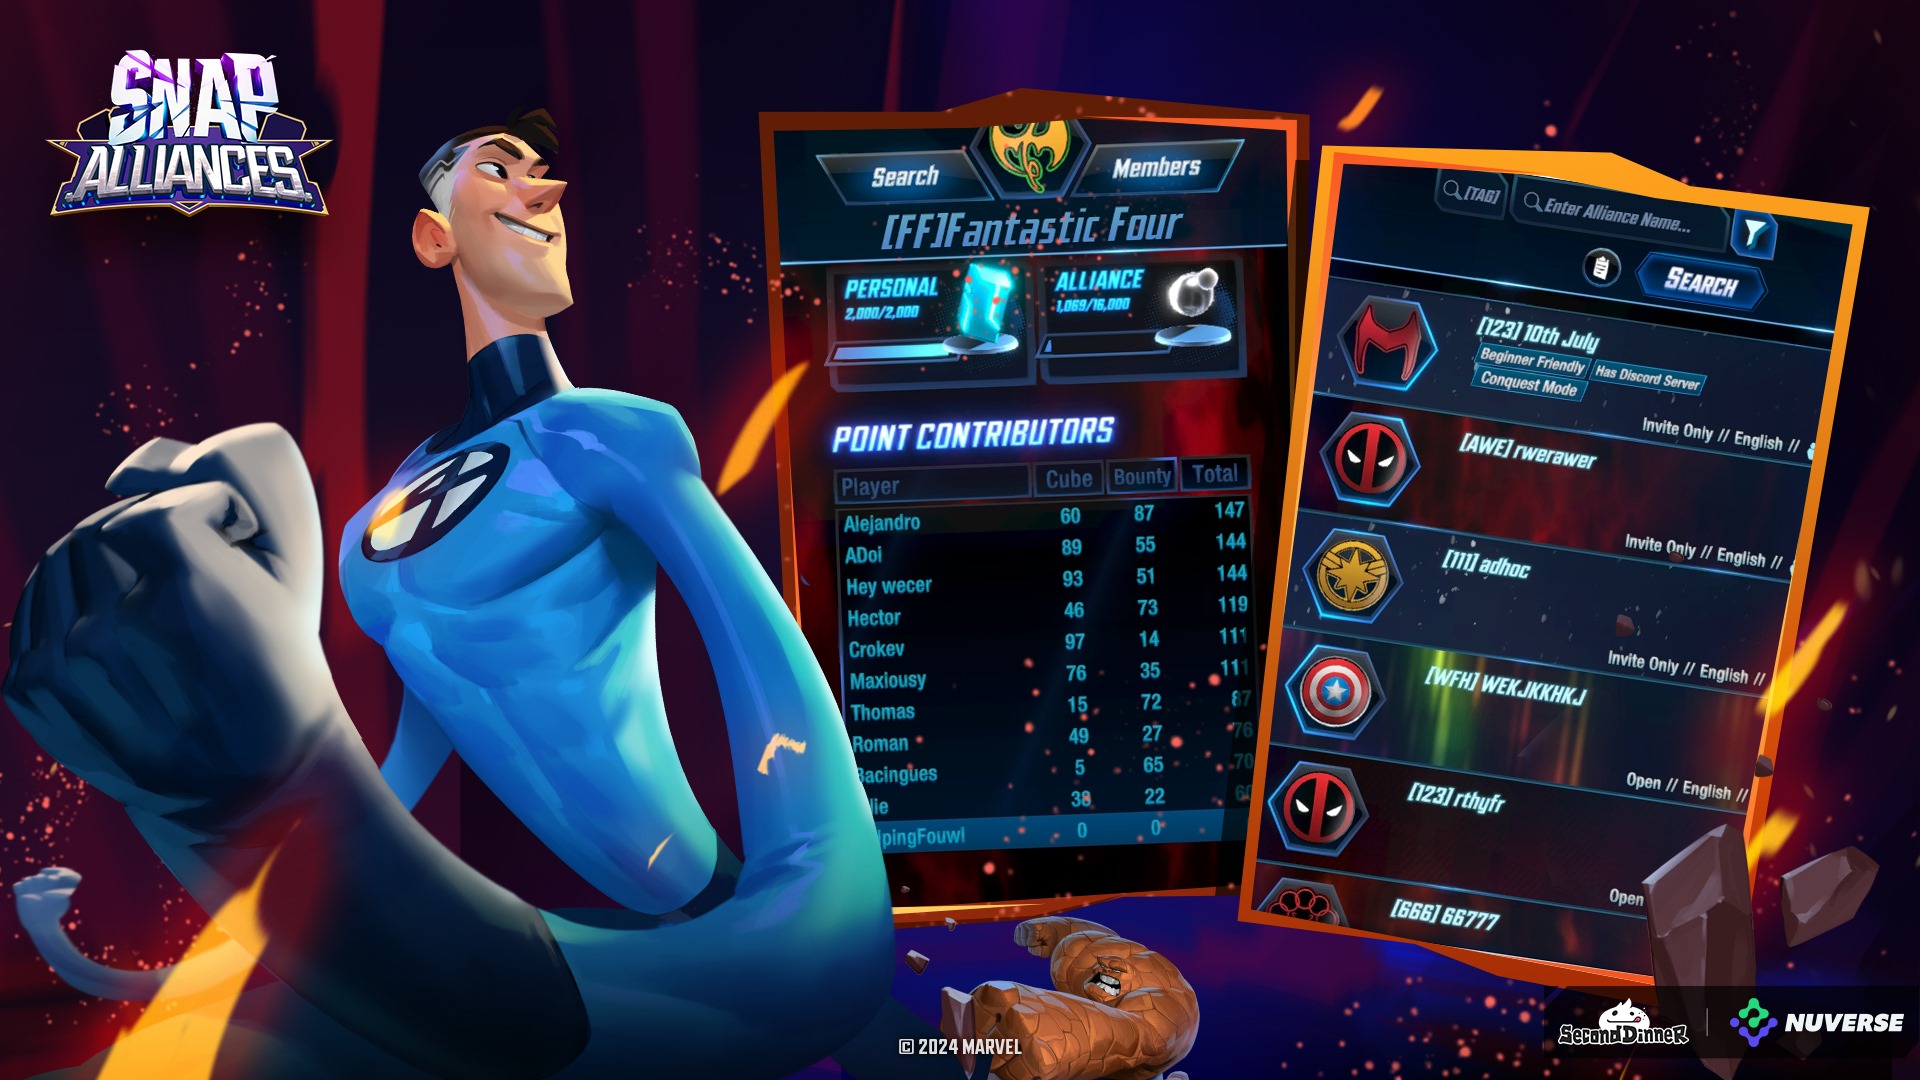 SNAP
ALLIANCES
Search
Members
[FF]Fantastic Four
PERSONAL
2,000/2,000
ALLIANCE
1,069/16,000
POINT CONTRIBUTORS
Player Cube Bounty Total
Alejandro 60 87 147
ADoi 89 55 144
Hey wecer 93 51 144
Hector 46 73 119
Crokev 97 14 111
Maxiousy 76 35 111
Thomas 15 72 87
Roman 49 27 76
Bacingues 5 65 70
38 22
0 0
[TAG]
Enter Alliance Name...
SEARCH
[123] 10th July
Beginner Friendly Has Discord Server
Conquest Mode
Invite Only // English //
[AWE] rwerawer
Invite Only // English //
[111] adhoc
Invite Only // English //
[WFH] WEKJKKHKJ
Open // English //
[123] rthyfr
Open
[666] 66777
© 2024 MARVEL
SECOND DINNER
NUVERSE